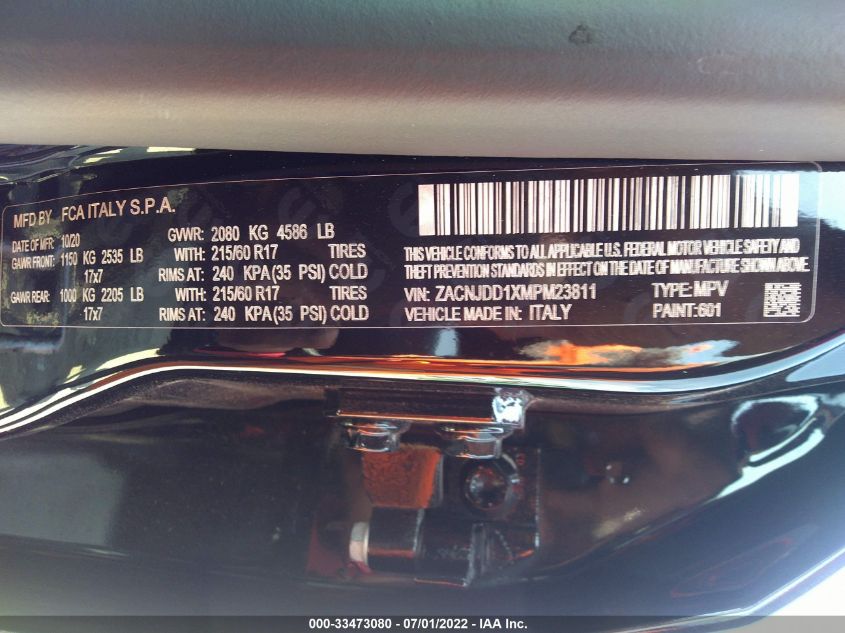 MFD BY FCA ITALY S.P.A.
DATE OF MFR: 10/20 GVWR: 2080 KG 4586 LB
GAWR FRONT: 1150 KG 2535 LB WITH: 215/60 R17 TIRES
17x7 RIMS AT: 240 KPA(35 PSI) COLD
GAWR REAR: 1000 KG 2205 LB WITH: 215/60 R17 TIRES
17x7 RIMS AT: 240 KPA(35 PSI) COLD
THIS VEHICLE CONFORMS TO ALL APPLICABLE U.S. FEDERAL MOTOR VEHICLE SAFETY AND
THEFT PREVENTION STANDARDS IN EFFECT ON THE DATE OF MANUFACTURE SHOWN ABOVE.
VIN: ZACNJDD1XMPM23811 TYPE: MPV
VEHICLE MADE IN: ITALY PAINT: 601
000-33473080 - 07/01/2022 - IAA Inc.